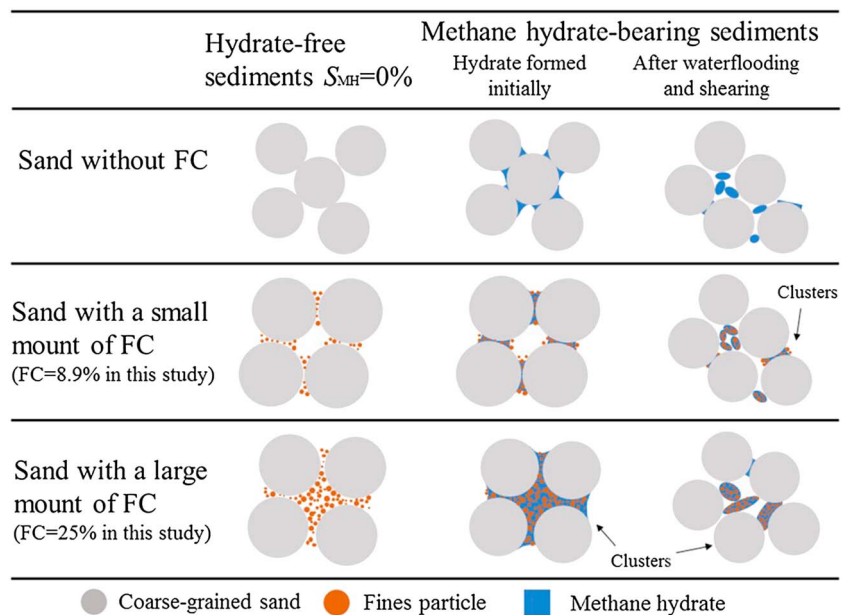 Hydrate-free
sediments SMH=0%
Methane hydrate-bearing sediments
Hydrate formed
initially
After waterflooding
and shearing
Sand without FC
Sand with a small
mount of FC
(FC=8.9% in this study)
Clusters
Sand with a large
mount of FC
(FC=25% in this study)
Clusters
Coarse-grained sand
Fines particle
Methane hydrate